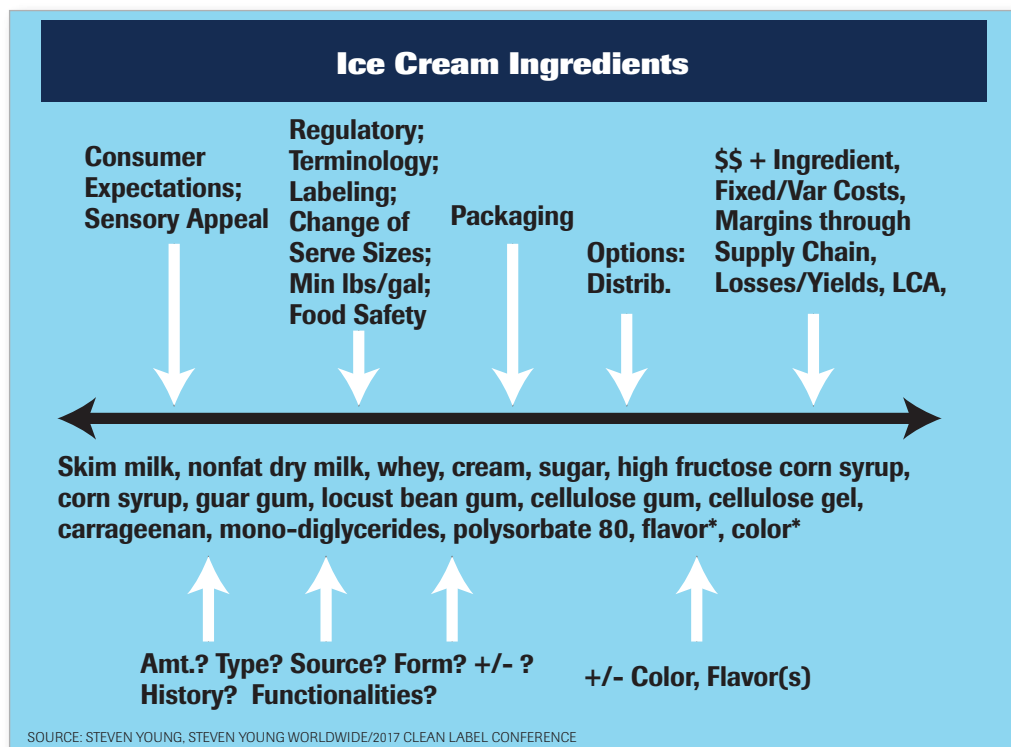 Ice Cream Ingredients
Consumer
Expectations;
Sensory Appeal
Regulatory;
Terminology;
Labeling;
Change of
Serve Sizes;
Min lbs/gal;
Food Safety
Packaging
Options:
Distrib.
$$ + Ingredient,
Fixed/Var Costs,
Margins through
Supply Chain,
Losses/Yields, LCA,
Skim milk, nonfat dry milk, whey, cream, sugar, high fructose corn syrup,
corn syrup, guar gum, locust bean gum, cellulose gum, cellulose gel,
carrageenan, mono-diglycerides, polysorbate 80, flavor*, color*
Amt.? Type? Source? Form? +/- ?
History? Functionalities?
+/- Color, Flavor(s)
SOURCE: STEVEN YOUNG, STEVEN YOUNG WORLDWIDE/2017 CLEAN LABEL CONFERENCE